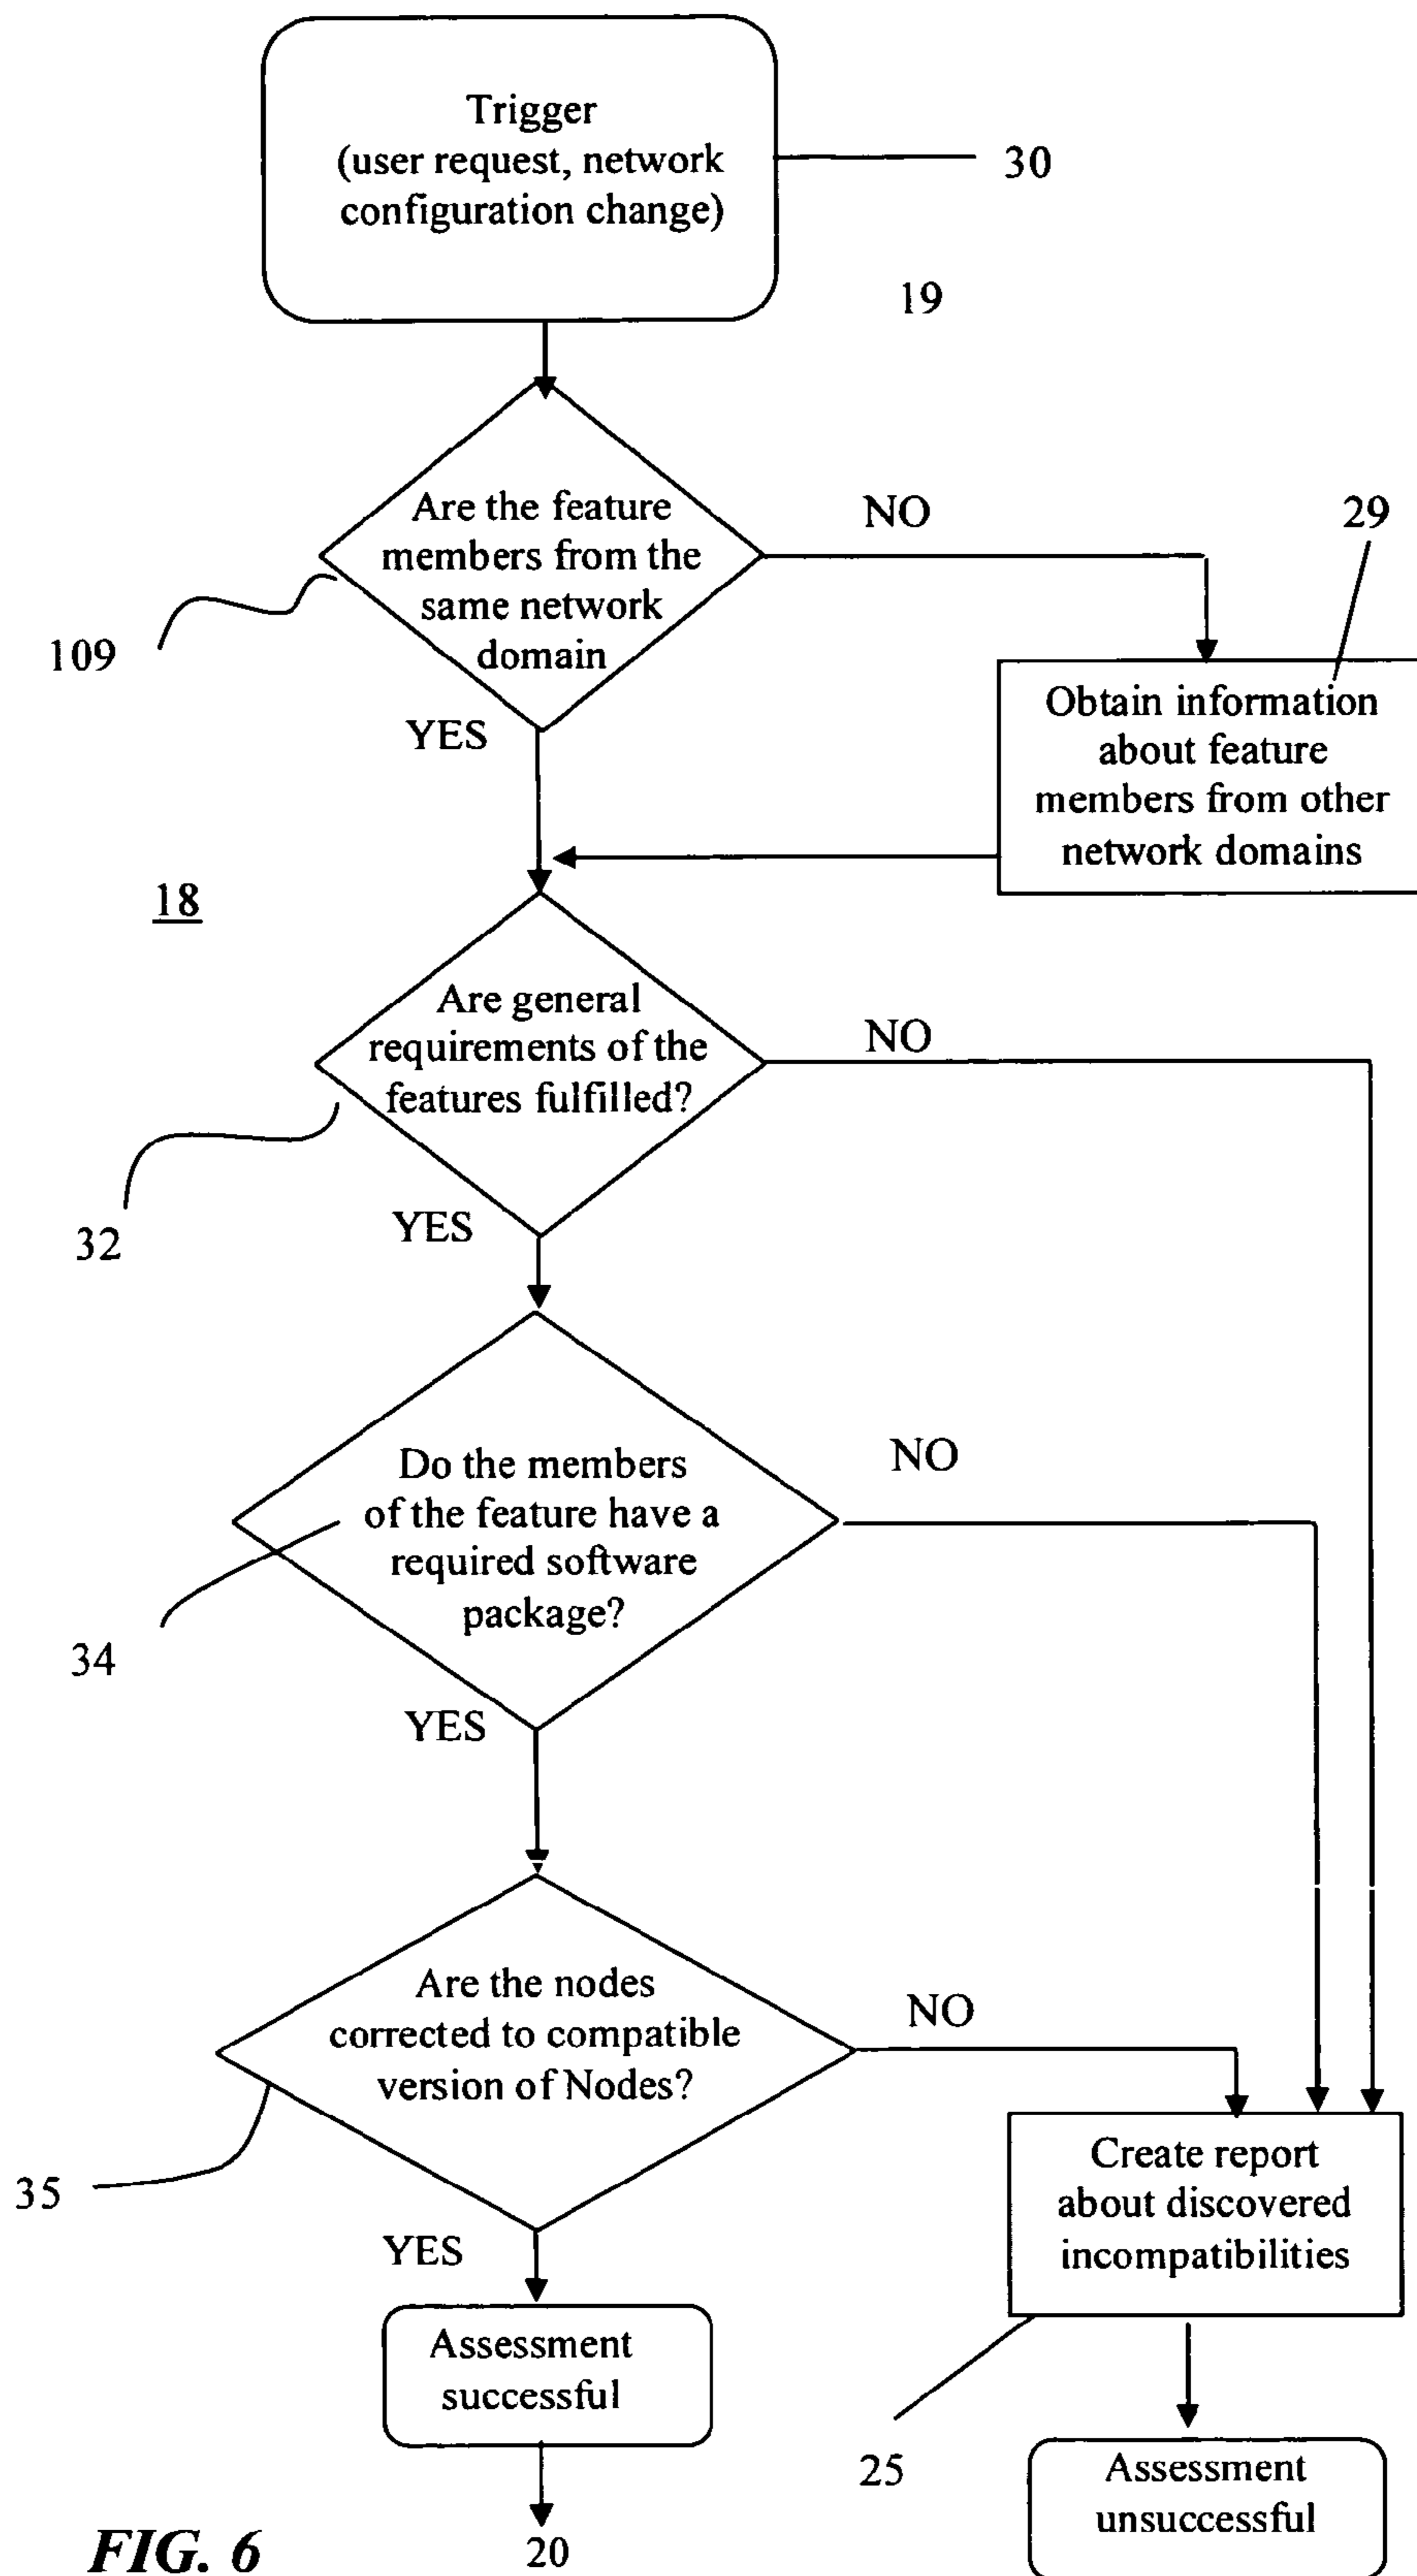 Trigger
(user request, network
configuration change)
30
19
Are the feature
members from the
same network
domain
NO
29
109
YES
Obtain information
about feature
members from other
network domains
18
Are general
requirements of the
features fulfilled?
NO
32
YES
Do the members
of the feature have a
required software
package?
NO
34
YES
Are the nodes
corrected to compatible
version of Nodes?
NO
35
YES
Create report
about discovered
incompatibilities
Assessment
successful
25
Assessment
unsuccessful
FIG. 6
20